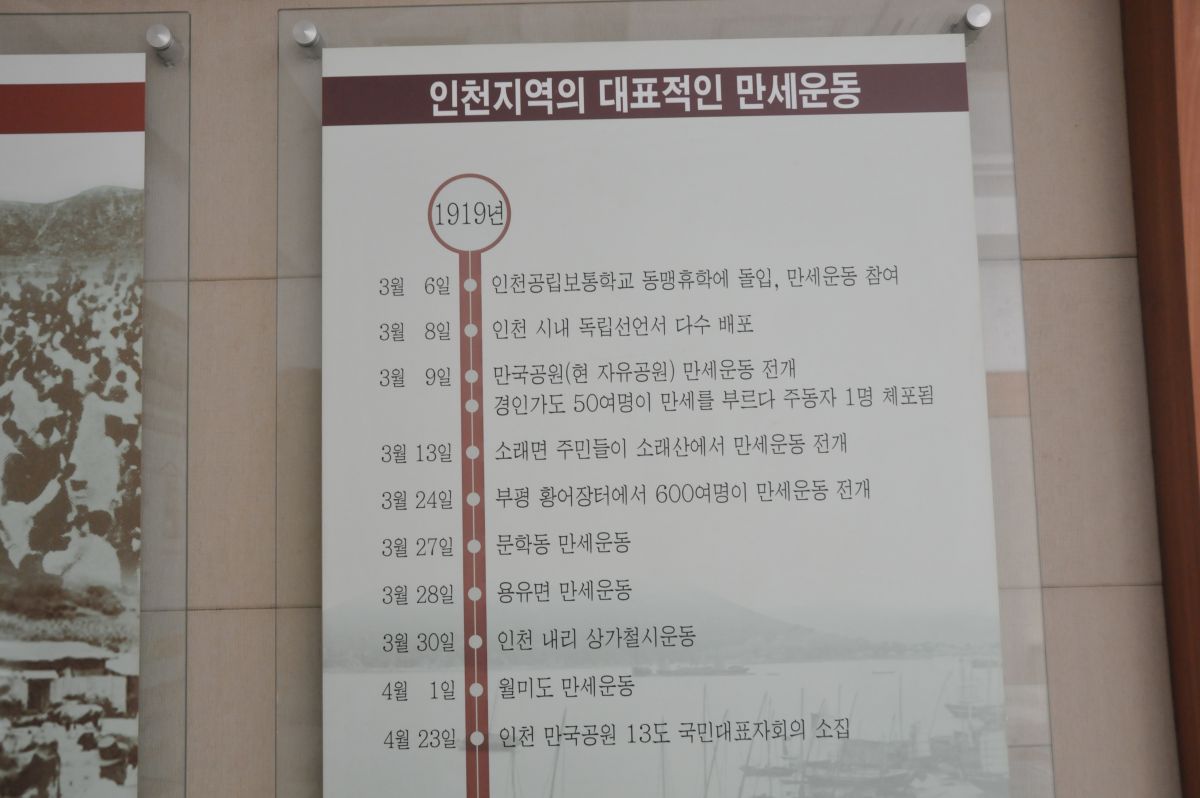 인천지역의 대표적인 만세운동
1919년
3월 6일 인천공립보통학교 동맹휴학에 돌입, 만세운동 참여
3월 8일 인천 시내 독립선언서 다수 배포
3월 9일 만국공원(현 자유공원) 만세운동 전개
경인가도 50여명이 만세를 부르다 주동자 1명 체포됨
3월 13일 소래면 주민들이 소래산에서 만세운동 전개
3월 24일 부평 황어장터에서 600여명이 만세운동 전개
3월 27일 문학동 만세운동
3월 28일 용유면 만세운동
3월 30일 인천 내리 상가철시운동
4월 1일 월미도 만세운동
4월 23일 인천 만국공원 13도 국민대표자회의 소집